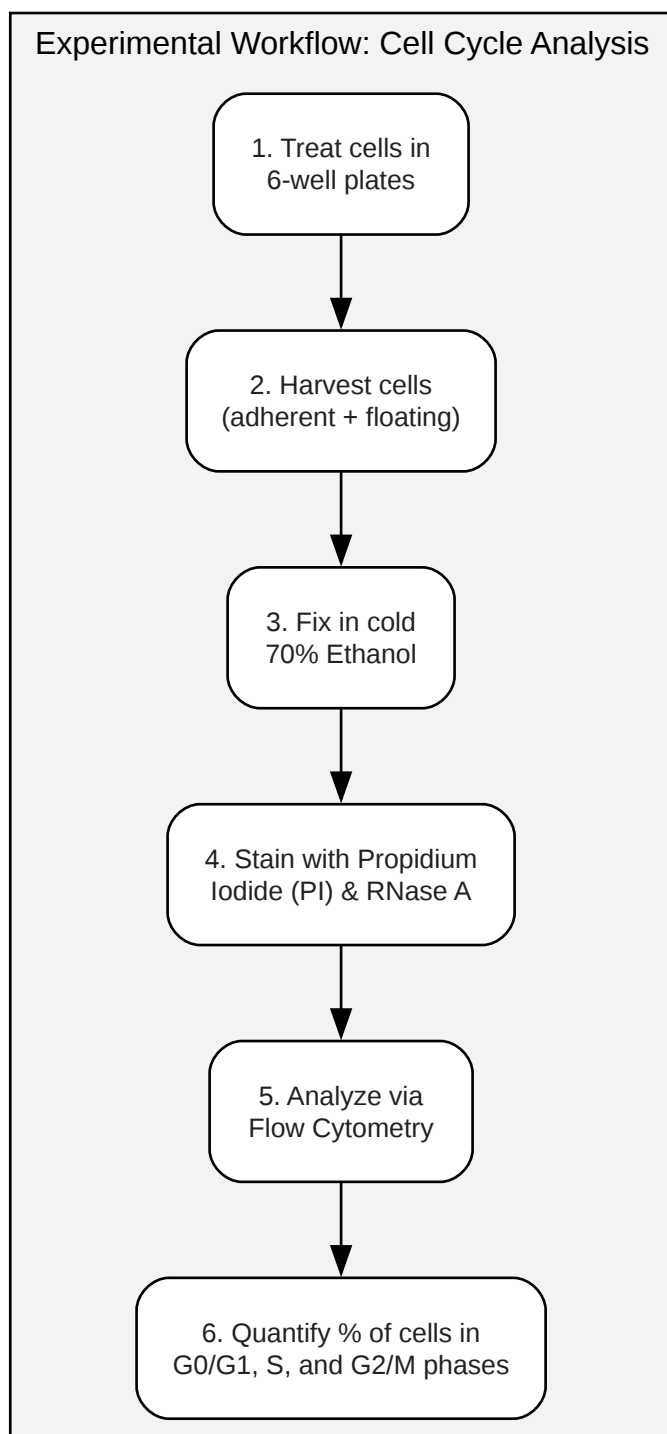 Experimental Workflow: Cell Cycle Analysis
1. Treat cells in
6-well plates
2. Harvest cells
(adherent + floating)
3. Fix in cold
70% Ethanol
4. Stain with Propidium
Iodide (PI) & RNase A
5. Analyze via
Flow Cytometry
6. Quantify % of cells in
G0/G1, S, and G2/M phases